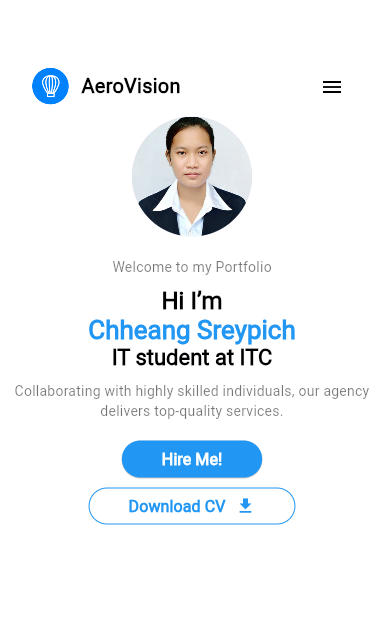 AeroVision
Welcome to my Portfolio
Hi I’m
Chheang Sreypich
IT student at ITC
Collaborating with highly skilled individuals, our agency
delivers top-quality services.
Hire Me!
Download CV